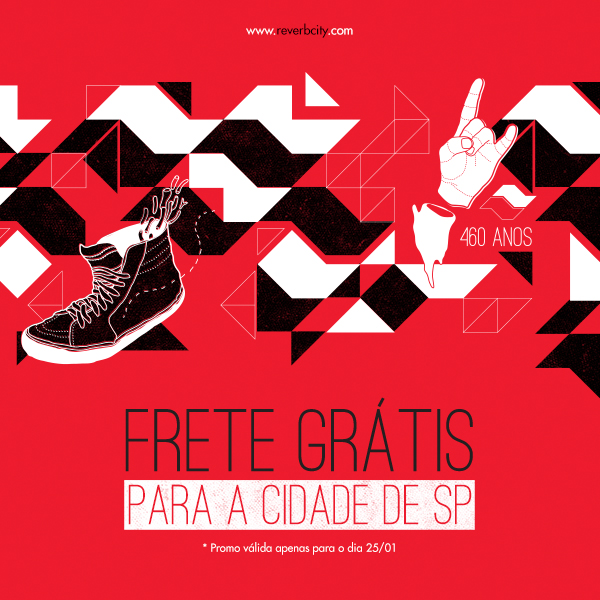 www.reverbcity.com
460 ANOS
FRETE GRÁTIS
PARA A CIDADE DE SP
* Promo válida apenas para o dia 25/01